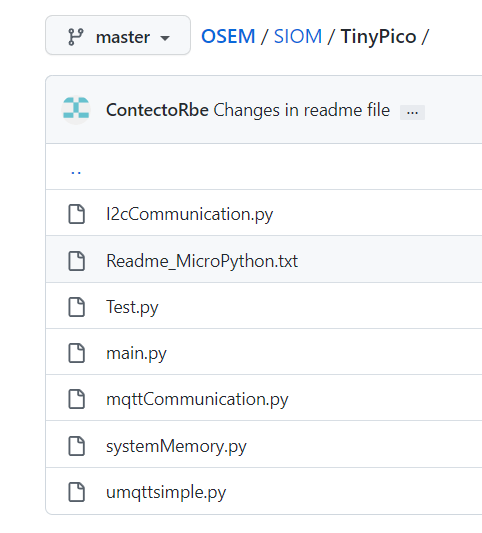 master OSEM / SIOM / TinyPico /
ContectoRbe Changes in readme file ...
..
I2cCommunication.py
Readme_MicroPython.txt
Test.py
main.py
mqttCommunication.py
systemMemory.py
umqttsimple.py